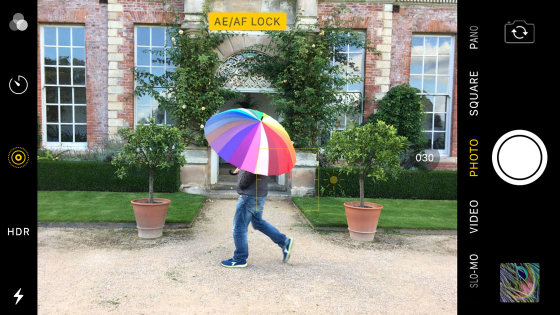 AE/AF LOCK
HDR
030
PANO
SQUARE
PHOTO
VIDEO
SLO-MO